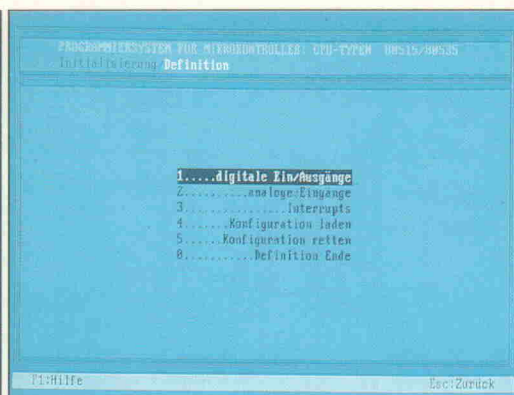 PROGRAMMIERSYSTEM FÜR MIKROKONTROLLER: CPU-TYPEN 80515/80535
Initialisierung Definition
1.....digitale Ein/Ausgänge
2.........analoge Eingänge
3...............Interrupts
4.......Konfiguration laden
5......Konfiguration retten
0...........Definition Ende
F1:Hilfe
Esc:Zurück